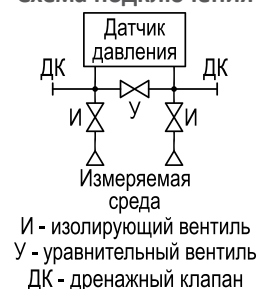 Датчик
давления
ДК
ДК
И
У
И
Измеряемая
среда
И - изолирующий вентиль
У - уравнительный вентиль
ДК - дренажный клапан